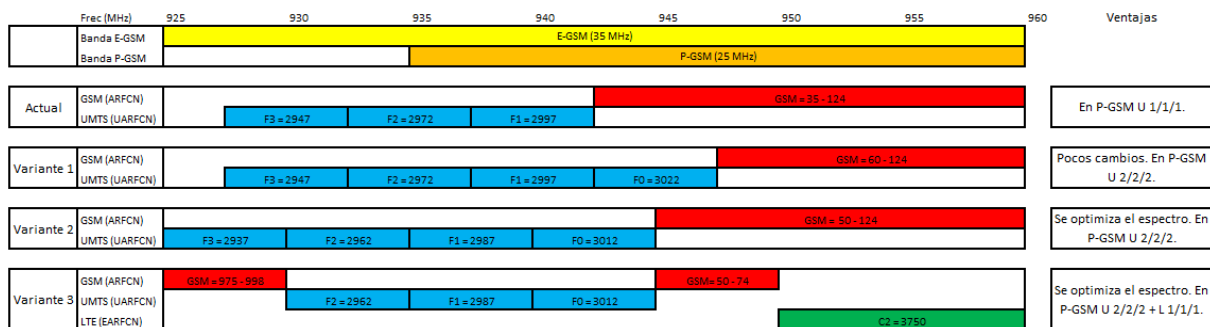 Frec (MHz) 925 930 935 940 945 950 955 960 Ventajas
Banda E-GSM E-GSM (35 MHz)
Banda P-GSM P-GSM (25 MHz)
Actual
GSM (ARFCN) GSM = 35 - 124
UMTS (UARFCN) F3 = 2947 F2 = 2972 F1 = 2997
En P-GSM U 1/1/1.
Variante 1
GSM (ARFCN) GSM = 60 - 124
UMTS (UARFCN) F3 = 2947 F2 = 2972 F1 = 2997 F0 = 3022
Pocos cambios. En P-GSM
U 2/2/2.
Variante 2
GSM (ARFCN) GSM = 50 - 124
UMTS (UARFCN) F3 = 2937 F2 = 2962 F1 = 2987 F0 = 3012
Se optimiza el espectro. En
P-GSM U 2/2/2.
Variante 3
GSM (ARFCN) GSM = 975 - 998 GSM= 50 - 74
UMTS (UARFCN) F2 = 2962 F1 = 2987 F0 = 3012
LTE (EARFCN) C2 = 3750
Se optimiza el espectro. En
P-GSM U 2/2/2 + L 1/1/1.